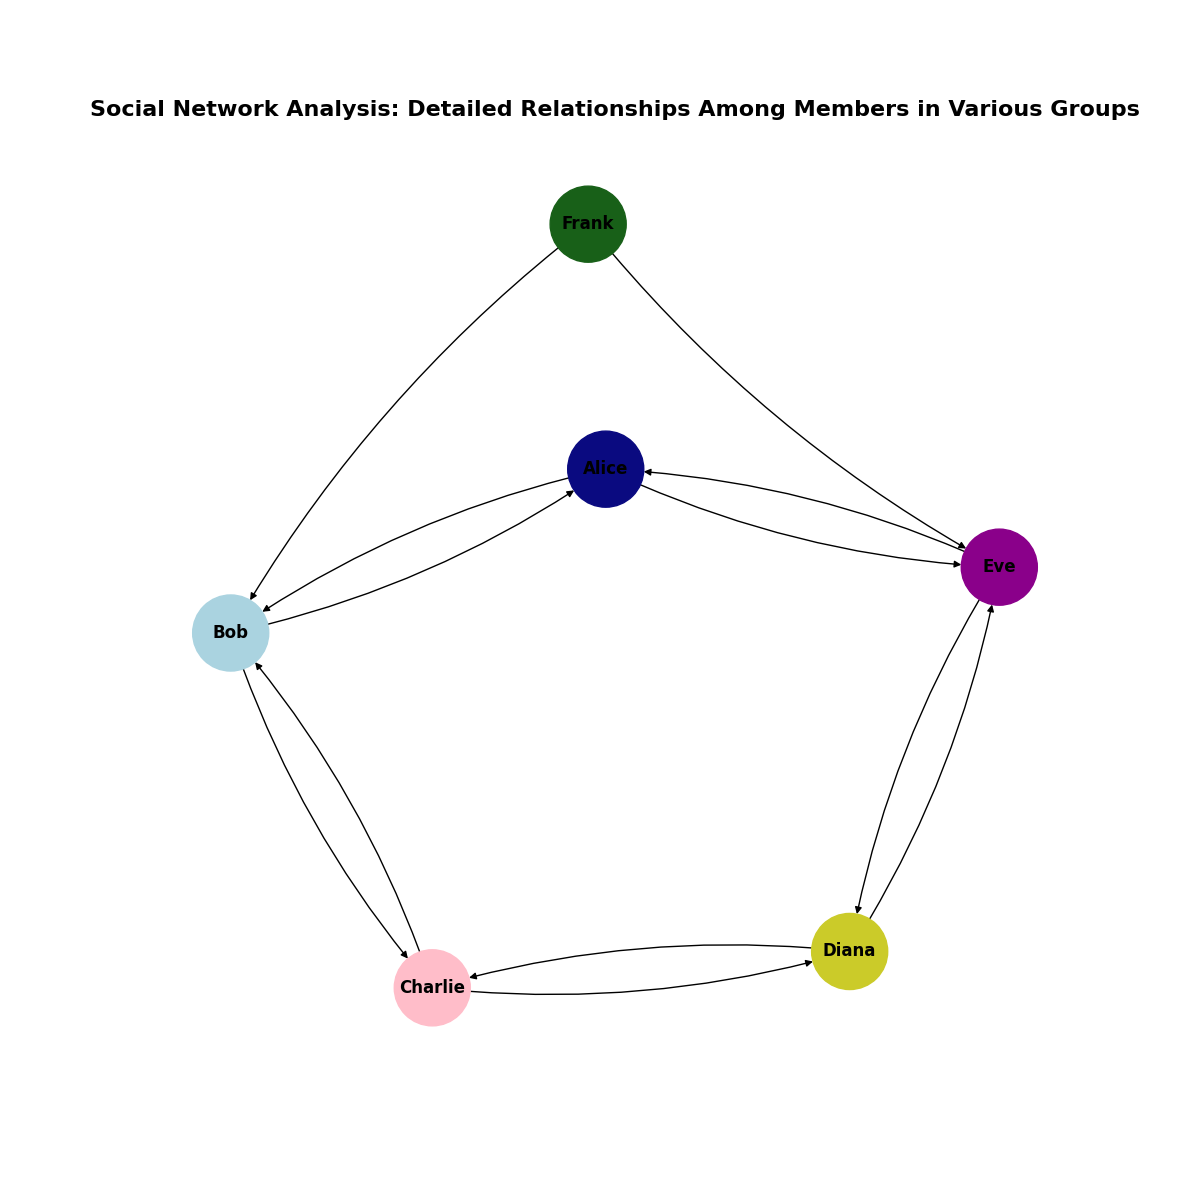 Social Network Analysis: Detailed Relationships Among Members in Various Groups
Frank
Alice
Eve
Bob
Diana
Charlie